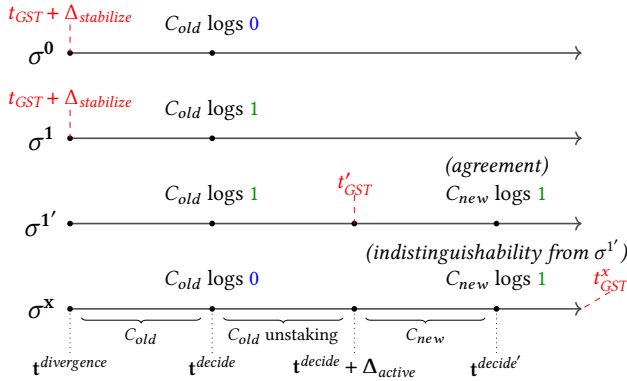 t_GST + Δ_stabilize
C_old logs 0
σ^0
t_GST + Δ_stabilize
C_old logs 1
σ^1
(agreement)
C_old logs 1 t'_GST C_new logs 1
σ^1'
(indistinguishability from σ^1')
C_old logs 0 C_new logs 1 t^x_GST
σ^x
C_old C_old unstaking C_new
t^divergence t^decide t^decide + Δ_active t^decide'